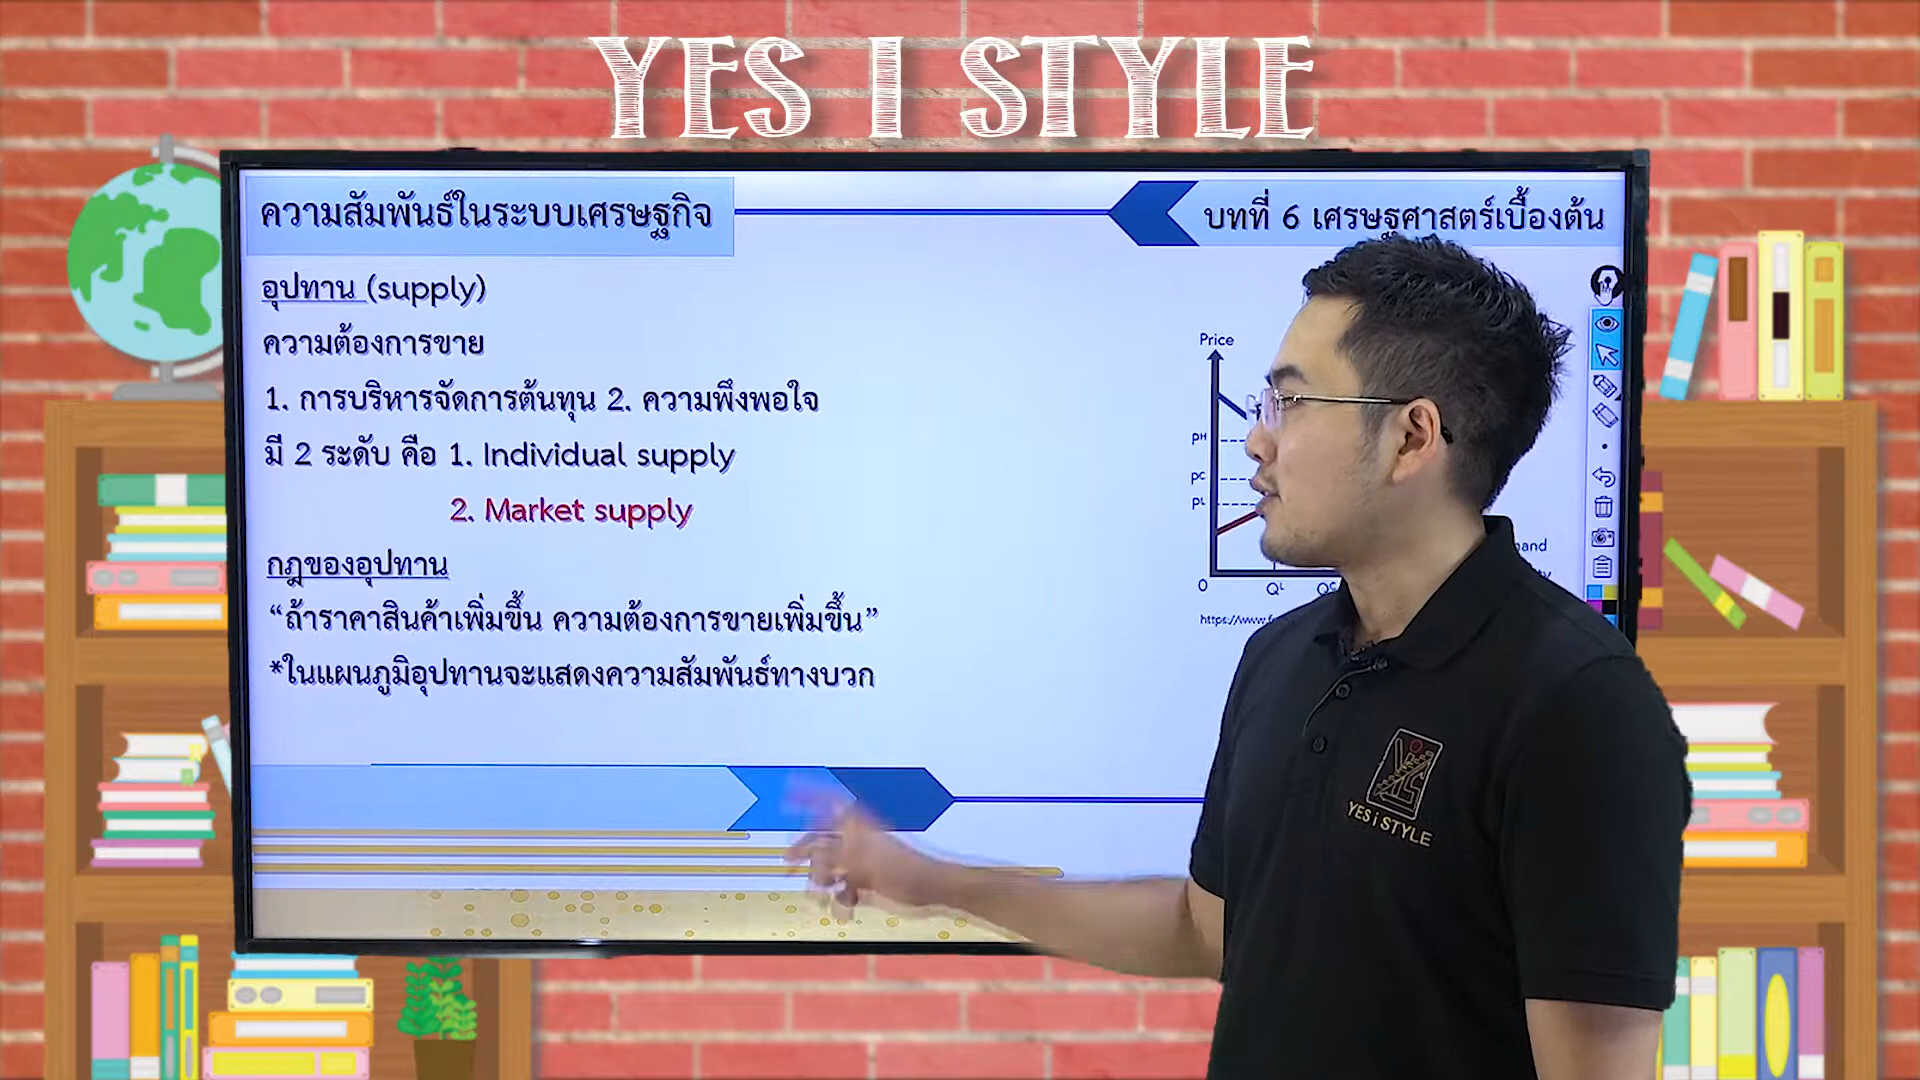 YES I STYLE
ความสัมพันธ์ในระบบเศรษฐกิจ
บทที่ 6 เศรษฐศาสตร์เบื้องต้น
อุปทาน (supply)
ความต้องการขาย
1. การบริหารจัดการต้นทุน 2. ความพึงพอใจ
มี 2 ระดับ คือ 1. Individual supply
2. Market supply
กฎของอุปทาน
“ถ้าราคาสินค้าเพิ่มขึ้น ความต้องการขายเพิ่มขึ้น”
*ในแผนภูมิอุปทานจะแสดงความสัมพันธ์ทางบวก
Price
PH
PC
PL
0 QL QC
https://www.f
YES i STYLE